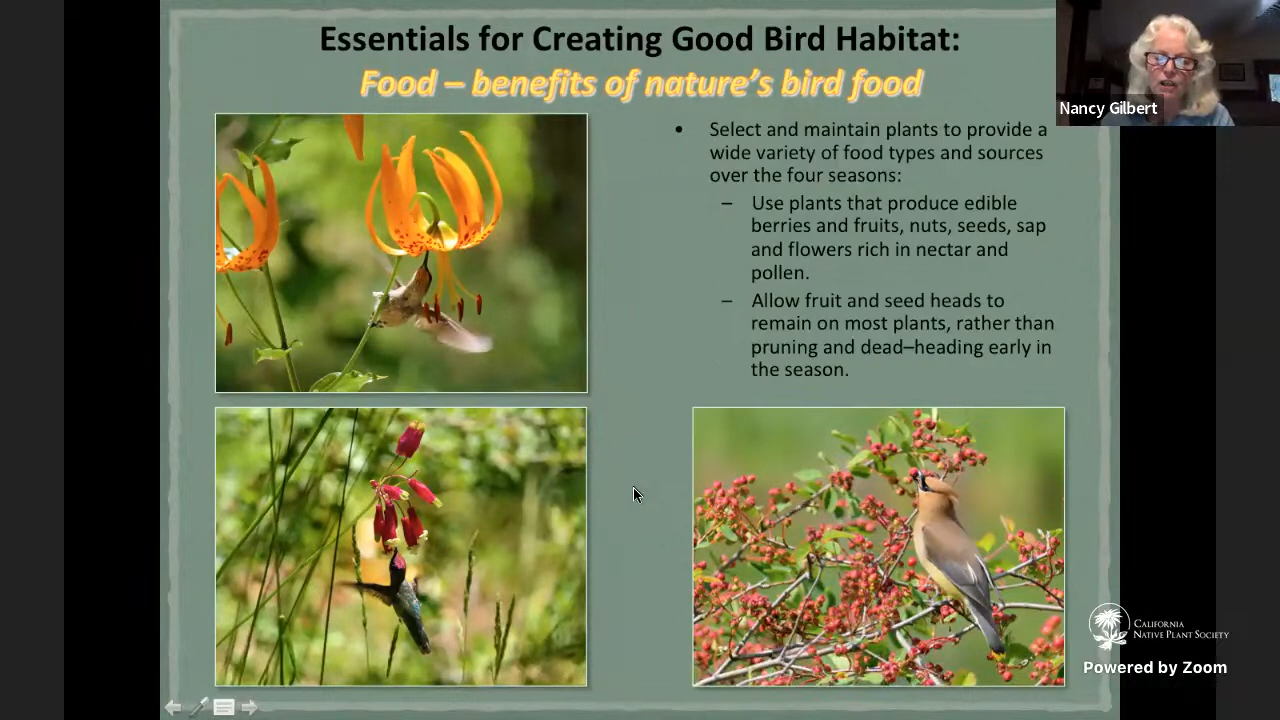 Essentials for Creating Good Bird Habitat:
Food – benefits of nature's bird food
Nancy Gilbert
• Select and maintain plants to provide a
wide variety of food types and sources
over the four seasons:
– Use plants that produce edible
berries and fruits, nuts, seeds, sap
and flowers rich in nectar and
pollen.
– Allow fruit and seed heads to
remain on most plants, rather than
pruning and dead–heading early in
the season.
CALIFORNIA
NATIVE PLANT SOCIETY
Powered by Zoom